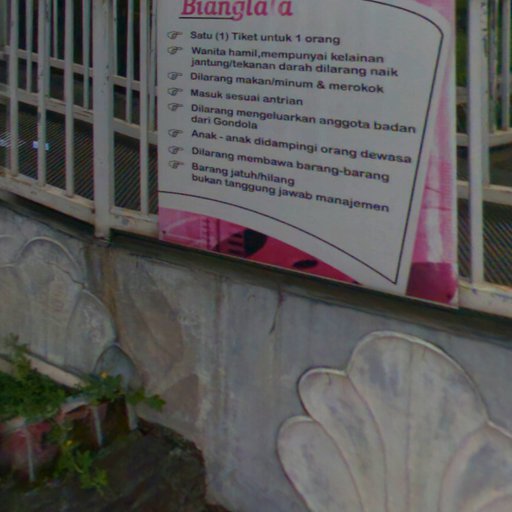 Bianglala
Satu (1) Tiket untuk 1 orang
Wanita hamil,mempunyai kelainan
jantung/tekanan darah dilarang naik
Dilarang makan/minum & merokok
Masuk sesuai antrian
Dilarang mengeluarkan anggota badan
dari Gondola
Anak - anak didampingi orang dewasa
Dilarang membawa barang-barang
Barang jatuh/hilang
bukan tanggung jawab manajemen